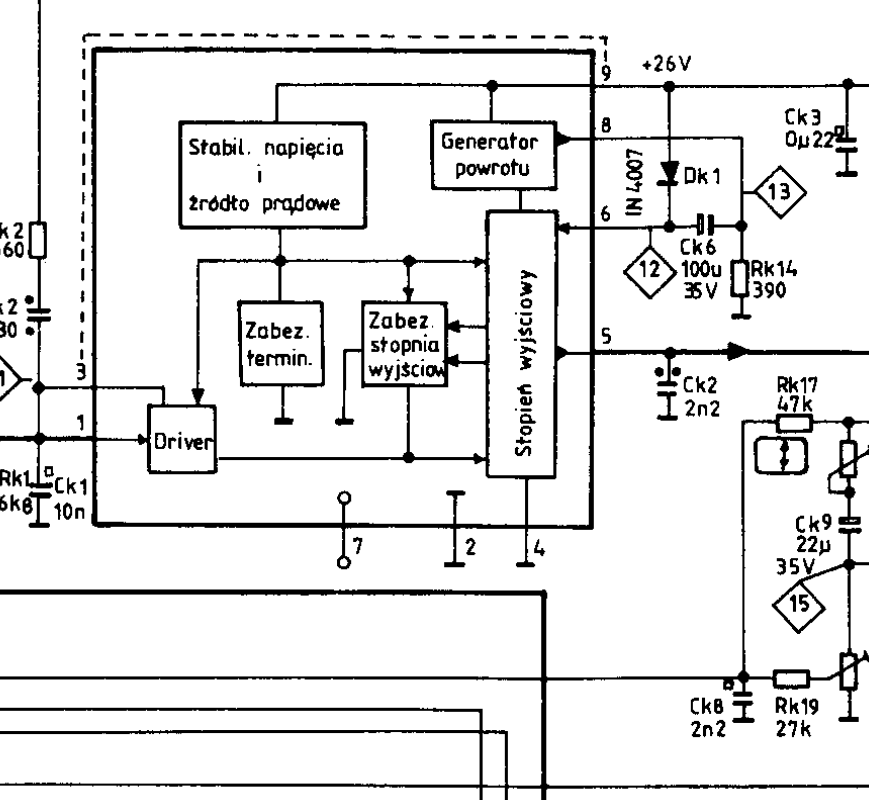 9
+26V
Ck3
0µ22
8
Stabil. napięcia
i
źródło prądowe
Generator
powrotu
IN 4007
Dk1
13
6
k2
60
12
Ck6
100u
35V
Rk14
390
k2
Zabez.
termin.
Zabez.
stopnia
wyjściow
Stopień wyjściowy
5
3
Ck2
2n2
Rk17
47k
1
Driver
Rk1
6k8
Ck1
10n
7
2
4
Ck9
22µ
35V
15
Ck8
2n2
Rk19
27k